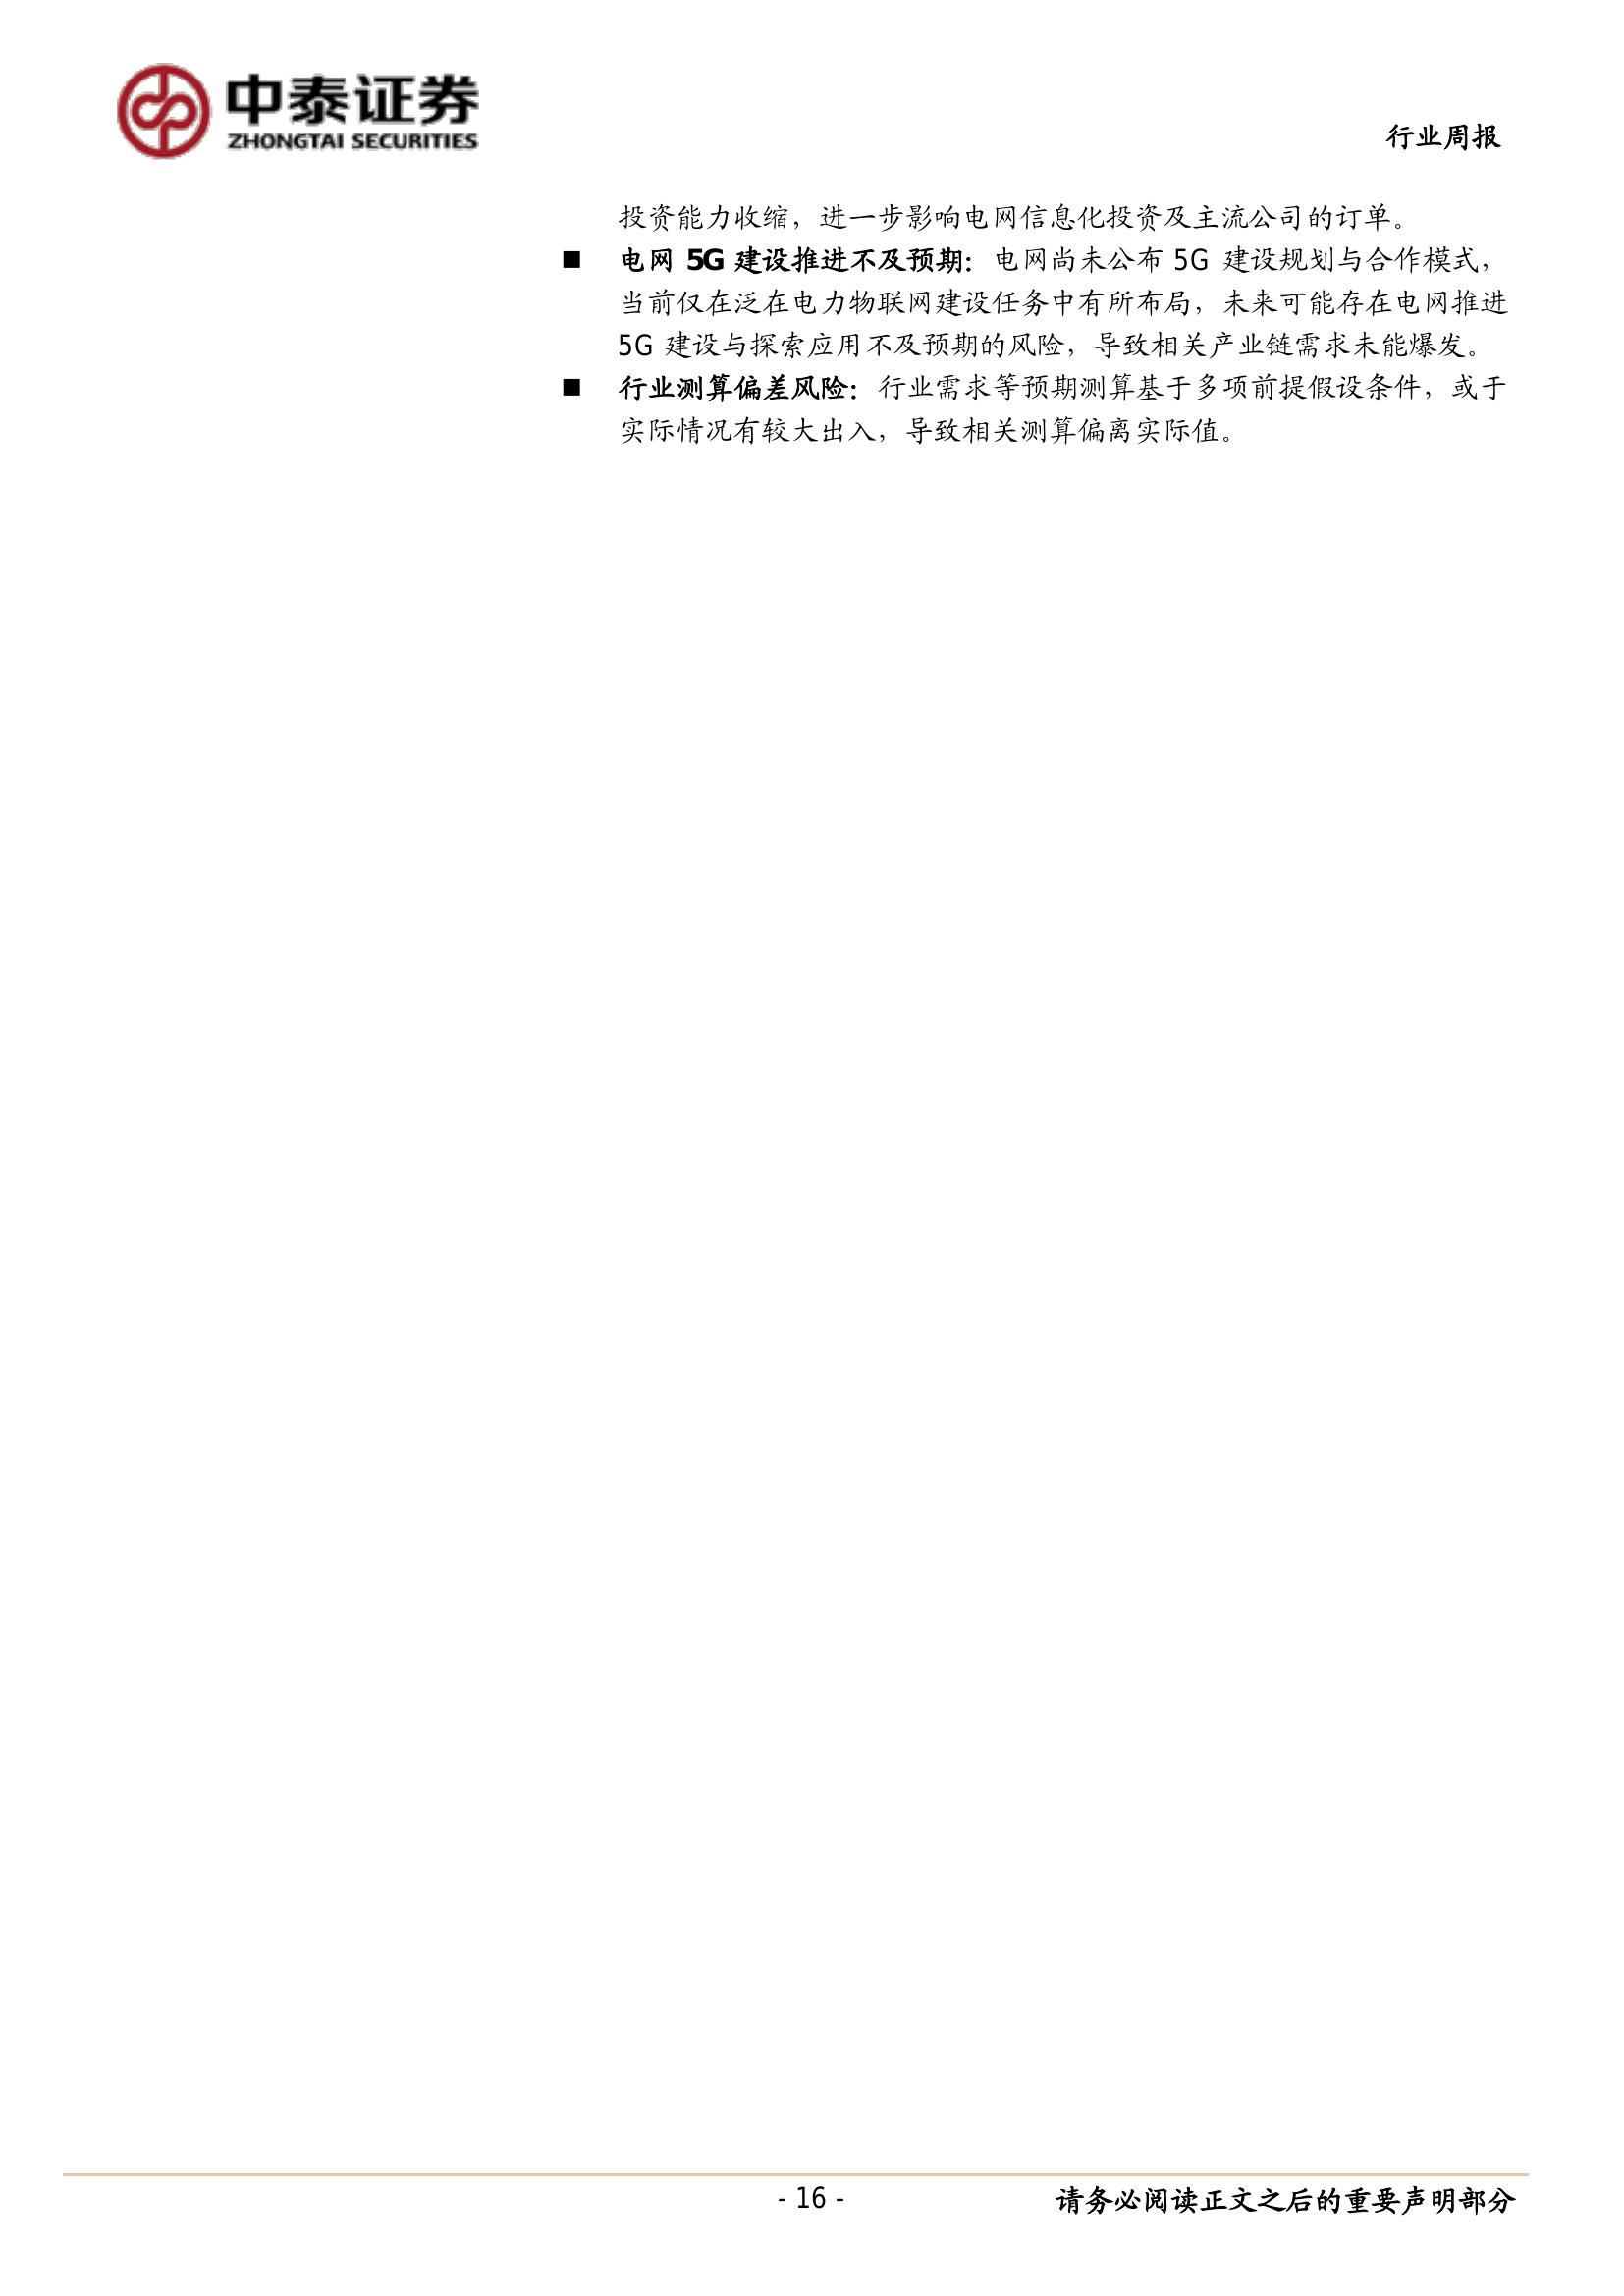 中泰证券
ZHONGTAI SECURITIES
行业周报
投资能力收缩，进一步影响电网信息化投资及主流公司的订单。
■ 电网 5G 建设推进不及预期：电网尚未公布 5G 建设规划与合作模式，
当前仅在泛在电力物联网建设任务中有所布局，未来可能存在电网推进
5G 建设与探索应用不及预期的风险，导致相关产业链需求未能爆发。
■ 行业测算偏差风险：行业需求等预期测算基于多项前提假设条件，或于
实际情况有较大出入，导致相关测算偏离实际值。
- 16 -
请务必阅读正文之后的重要声明部分